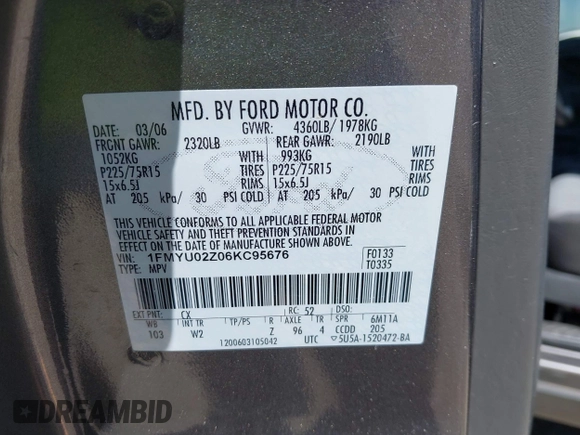 MFD. BY FORD MOTOR CO.
DATE: 03/06 GVWR: 4360LB/ 1978KG
FRONT GAWR: 2320LB REAR GAWR: 2190LB
1052KG WITH 993KG WITH
P225/75R15 TIRES P225/75R15 TIRES
15x6.5J RIMS 15x6.5J RIMS
AT 205 kPa/ 30 PSI COLD AT 205 kPa/ 30 PSI COLD
THIS VEHICLE CONFORMS TO ALL APPLICABLE FEDERAL MOTOR
VEHICLE SAFETY AND THEFT PREVENTION STANDARDS IN
EFFECT ON THE DATE OF MANUFACTURE SHOWN ABOVE.
VIN: 1FMYU02Z06KC95676 F0133
TYPE: MPV T0335
EXT PNT: CX RC: 52 DSO:
WB INT TR TP/PS R AXLE TR SPR 6M11A
103 W2 Z 96 4 CCDD 205
1200603105042 UTC ▽5U5A-1520472-BA
DREAMBID